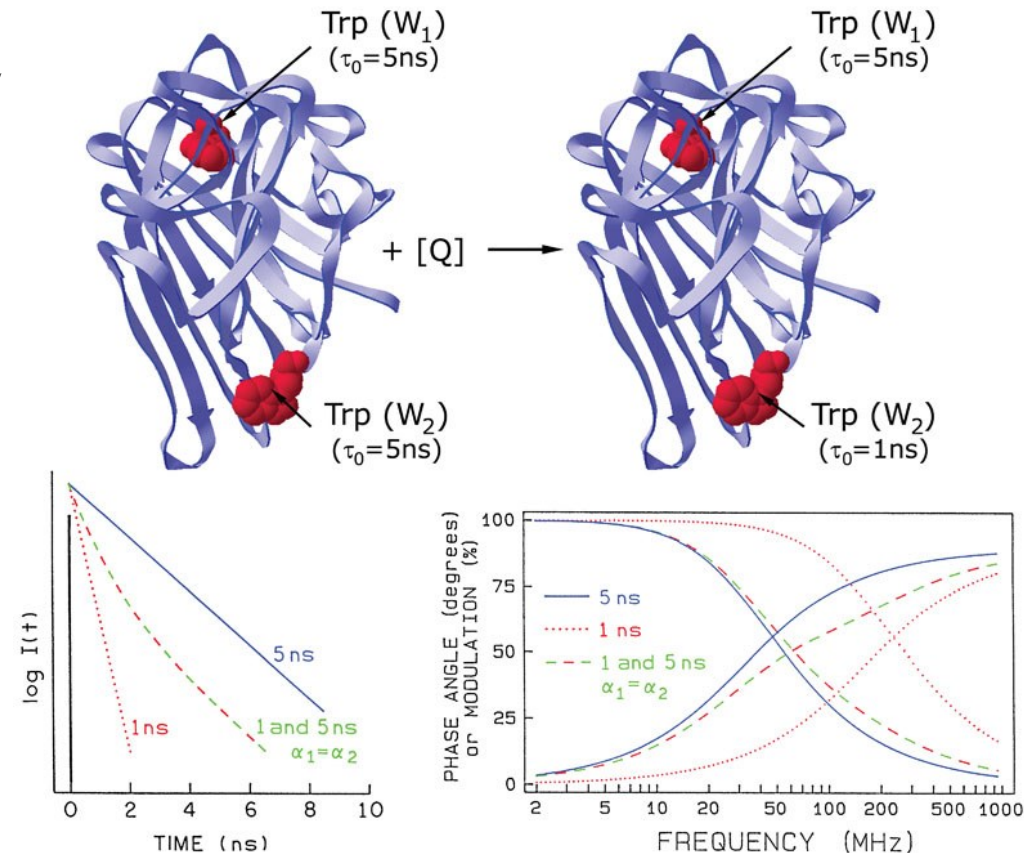 Trp (W₁)
(τ₀=5ns)
Trp (W₁)
(τ₀=5ns)
+ [Q]
Trp (W₂)
(τ₀=5ns)
Trp (W₂)
(τ₀=1ns)
log I(+)
5 ns
1 ns
1 and 5 ns
α₁=α₂
0 2 4 6 8 10
TIME (ns)
PHASE ANGLE (degrees)
or MODULATION (%)
100
75
50
25
0
5 ns
1 ns
1 and 5 ns
α₁=α₂
2 5 10 20 50 100 200 500 1000
FREQUENCY (MHz)